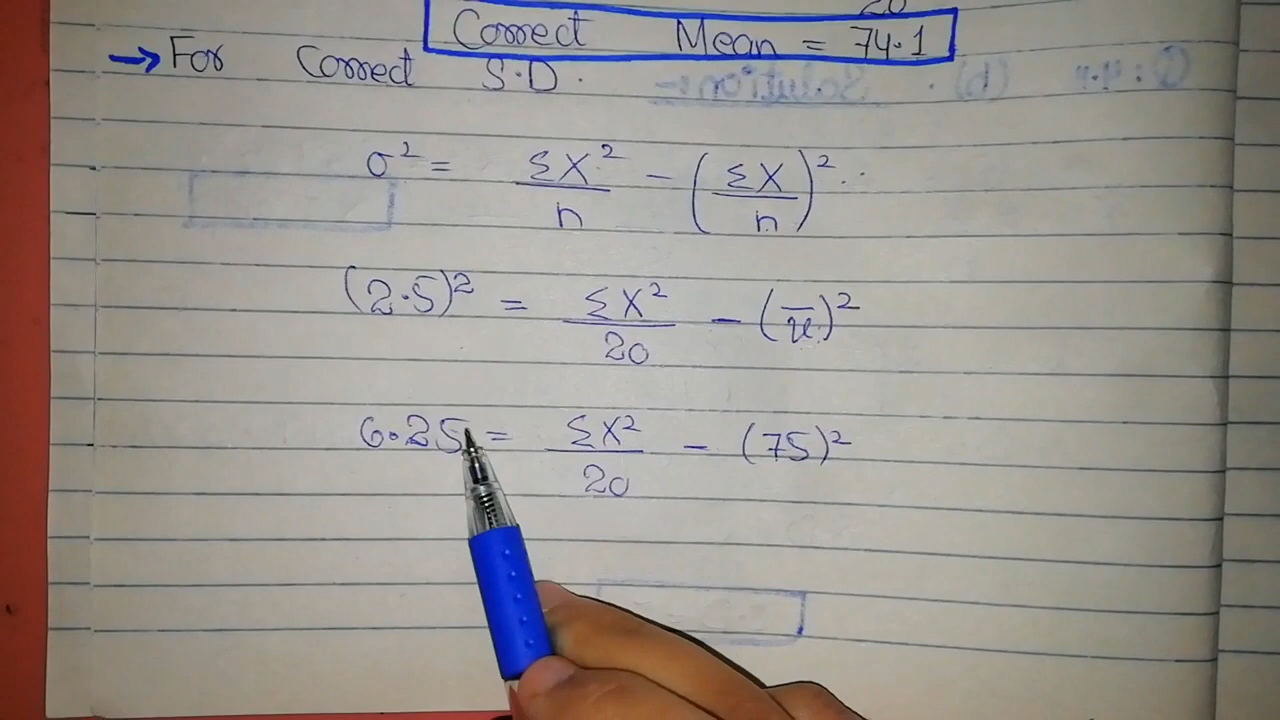 20
Correct Mean = 74.1
→ For Correct S.D.
σ² = ΣX²/n - (ΣX/n)²
(2.5)² = ΣX²/20 - (x̄)²
6.25 = ΣX²/20 - (75)²